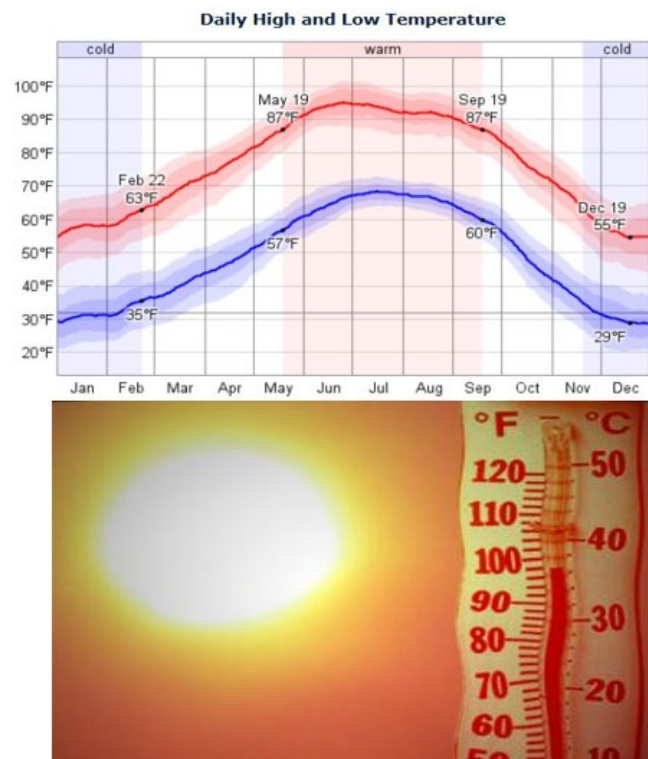 Daily High and Low Temperature
cold warm cold
100°F
90°F
80°F
70°F
60°F
50°F
40°F
30°F
20°F
Feb 22
63°F
May 19
87°F
Sep 19
87°F
Dec 19
55°F
35°F
57°F
60°F
29°F
Jan Feb Mar Apr May Jun Jul Aug Sep Oct Nov Dec
°F °C
120 50
110
100 40
90
80 30
70 20
60
50 10